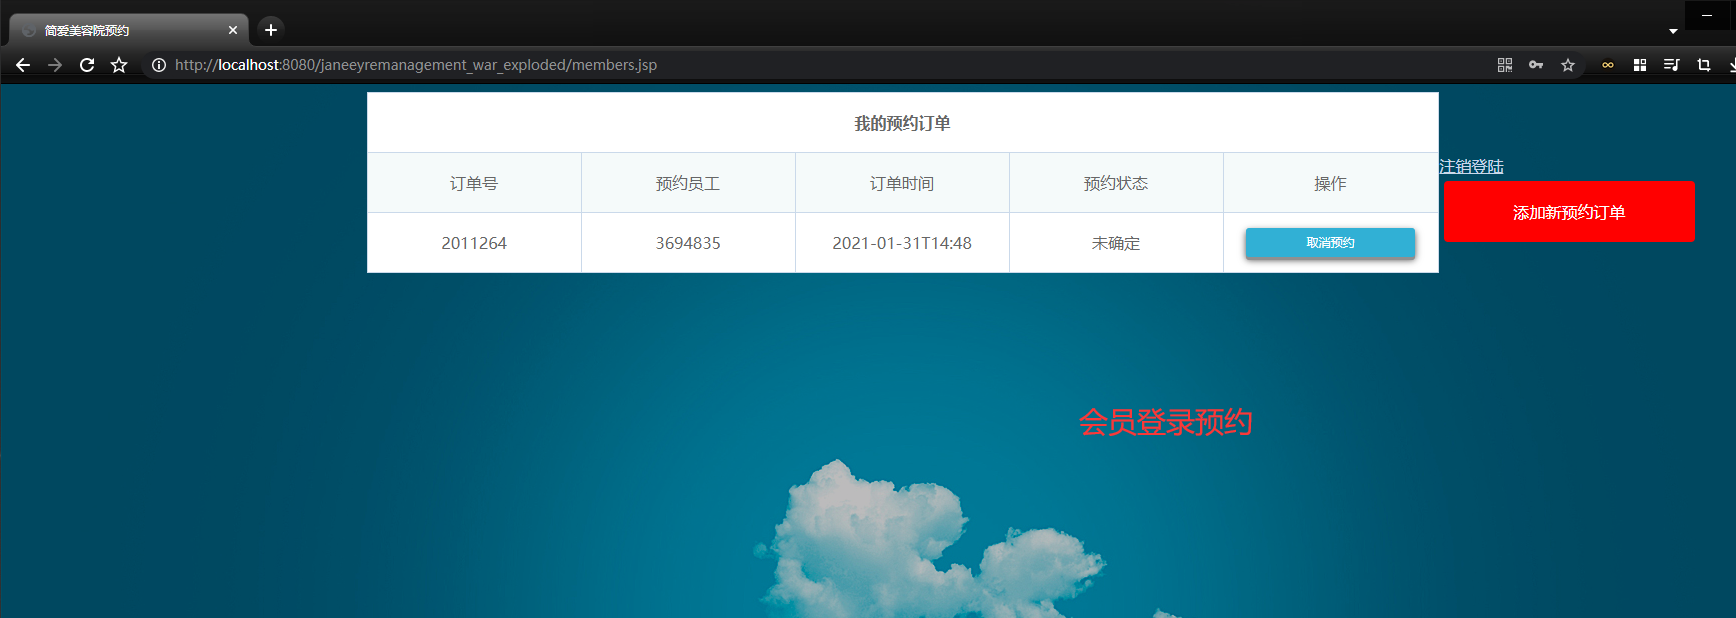 简爱美容院预约
http://localhost:8080/janeeyremanagement_war_exploded/members.jsp
我的预约订单
订单号 预约员工 订单时间 预约状态 操作
2011264 3694835 2021-01-31T14:48 未确定 取消预约
注销登陆
添加新预约订单
会员登录预约